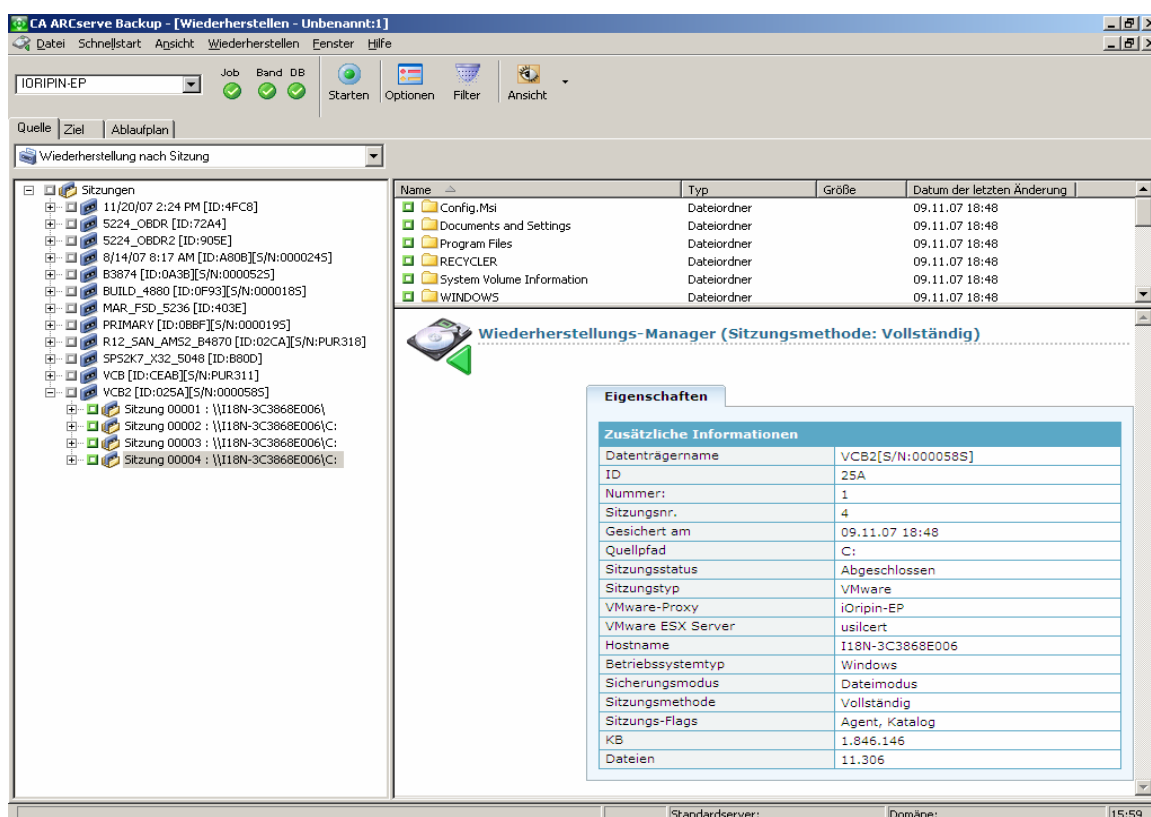 CA ARCserve Backup - [Wiederherstellen - Unbenannt:1]
Datei Schnellstart Ansicht Wiederherstellen Fenster Hilfe
IORIPIN-EP
Job Band DB
Starten Optionen Filter Ansicht
Quelle Ziel Ablaufplan
Wiederherstellung nach Sitzung
Sitzungen
11/20/07 2:24 PM [ID:4FC8]
5224_OBDR [ID:72A4]
5224_OBDR2 [ID:905E]
8/14/07 8:17 AM [ID:A80B][S/N:000024S]
B3874 [ID:0A3B][S/N:000052S]
BUILD_4880 [ID:0F93][S/N:000018S]
MAR_FSD_5236 [ID:403E]
PRIMARY [ID:0BBF][S/N:000019S]
R12_SAN_AMS2_B4870 [ID:02CA][S/N:PUR318]
SPS2K7_X32_5048 [ID:B80D]
VCB [ID:CEAB][S/N:PUR311]
VCB2 [ID:025A][S/N:000058S]
Sitzung 00001 : \\I18N-3C3868E006\
Sitzung 00002 : \\I18N-3C3868E006\C:
Sitzung 00003 : \\I18N-3C3868E006\C:
Sitzung 00004 : \\I18N-3C3868E006\C:
Name Typ Größe Datum der letzten Änderung
Config.Msi Dateiordner 09.11.07 18:48
Documents and Settings Dateiordner 09.11.07 18:48
Program Files Dateiordner 09.11.07 18:48
RECYCLER Dateiordner 09.11.07 18:48
System Volume Information Dateiordner 09.11.07 18:48
WINDOWS Dateiordner 09.11.07 18:48
Wiederherstellungs-Manager (Sitzungsmethode: Vollständig)
Eigenschaften
Zusätzliche Informationen
Datenträgername VCB2[S/N:000058S]
ID 25A
Nummer: 1
Sitzungsnr. 4
Gesichert am 09.11.07 18:48
Quellpfad C:
Sitzungsstatus Abgeschlossen
Sitzungstyp VMware
VMware-Proxy iOripin-EP
VMware ESX Server usilcert
Hostname I18N-3C3868E006
Betriebssystemtyp Windows
Sicherungsmodus Dateimodus
Sitzungsmethode Vollständig
Sitzungs-Flags Agent, Katalog
KB 1.846.146
Dateien 11.306
Standardserver: Domäne: 15:59